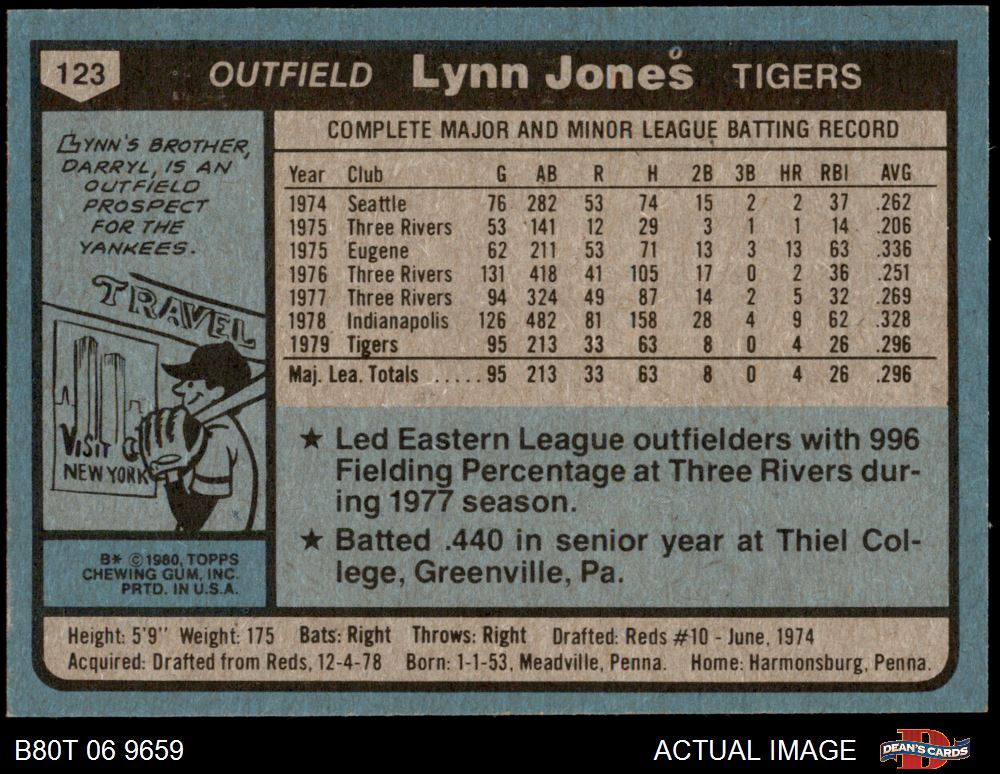 123 OUTFIELD Lynn Jones TIGERS
LYNN'S BROTHER,
DARRYL, IS AN
OUTFIELD
PROSPECT
FOR THE
YANKEES.
TRAVEL
VISIT
NEW YORK
B* ©1980, TOPPS
CHEWING GUM, INC.
PRTD. IN U.S.A.
COMPLETE MAJOR AND MINOR LEAGUE BATTING RECORD
Year Club G AB R H 2B 3B HR RBI AVG
1974 Seattle 76 282 53 74 15 2 2 37 .262
1975 Three Rivers 53 141 12 29 3 1 1 14 .206
1975 Eugene 62 211 53 71 13 3 13 63 .336
1976 Three Rivers 131 418 41 105 17 0 2 36 .251
1977 Three Rivers 94 324 49 87 14 2 5 32 .269
1978 Indianapolis 126 482 81 158 28 4 9 62 .328
1979 Tigers 95 213 33 63 8 0 4 26 .296
Maj. Lea. Totals ..... 95 213 33 63 8 0 4 26 .296
★ Led Eastern League outfielders with 996
Fielding Percentage at Three Rivers dur-
ing 1977 season.
★ Batted .440 in senior year at Thiel Col-
lege, Greenville, Pa.
Height: 5'9" Weight: 175 Bats: Right Throws: Right Drafted: Reds #10 - June, 1974
Acquired: Drafted from Reds, 12-4-78 Born: 1-1-53, Meadville, Penna. Home: Harmonsburg, Penna.
B80T 06 9659 ACTUAL IMAGE DEAN'S CARDS